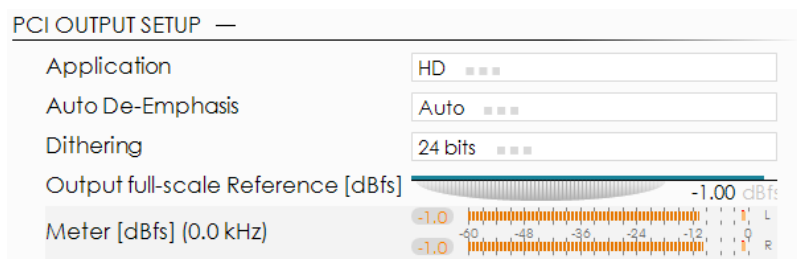 PCI OUTPUT SETUP —
Application HD
Auto De-Emphasis Auto
Dithering 24 bits
Output full-scale Reference [dBfs] -1.00 dBfs
Meter [dBfs] (0.0 kHz) -1.0 L
-60 -48 -36 -24 -12 0
-1.0 R